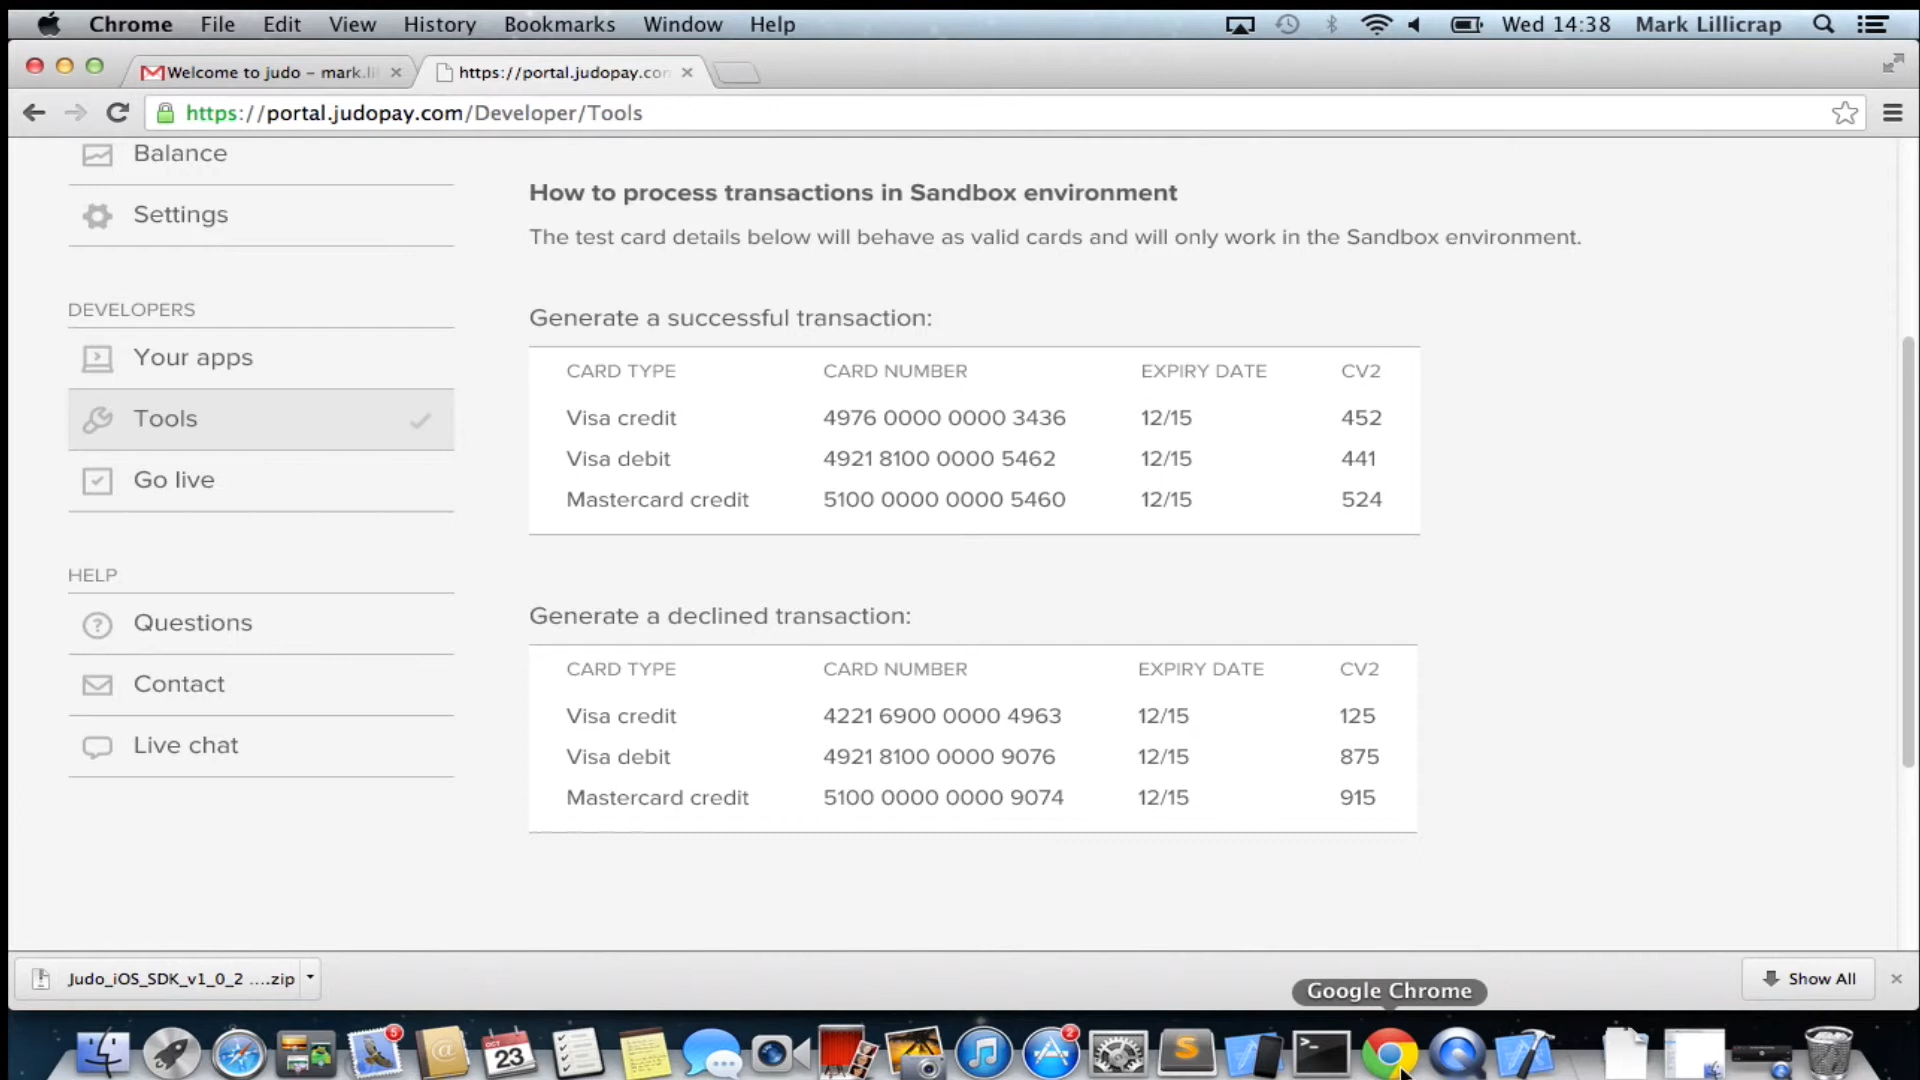 Chrome File Edit View History Bookmarks Window Help Wed 14:38 Mark Lillicrap
Welcome to judo – mark.li
https://portal.judopay.con
https://portal.judopay.com/Developer/Tools
Balance
Settings
DEVELOPERS
Your apps
Tools
Go live
HELP
Questions
Contact
Live chat
How to process transactions in Sandbox environment
The test card details below will behave as valid cards and will only work in the Sandbox environment.
Generate a successful transaction:
CARD TYPE CARD NUMBER EXPIRY DATE CV2
Visa credit 4976 0000 0000 3436 12/15 452
Visa debit 4921 8100 0000 5462 12/15 441
Mastercard credit 5100 0000 0000 5460 12/15 524
Generate a declined transaction:
CARD TYPE CARD NUMBER EXPIRY DATE CV2
Visa credit 4221 6900 0000 4963 12/15 125
Visa debit 4921 8100 0000 9076 12/15 875
Mastercard credit 5100 0000 0000 9074 12/15 915
Judo_iOS_SDK_v1_0_2 ....zip
Show All
Google Chrome
5
OCT
23
2